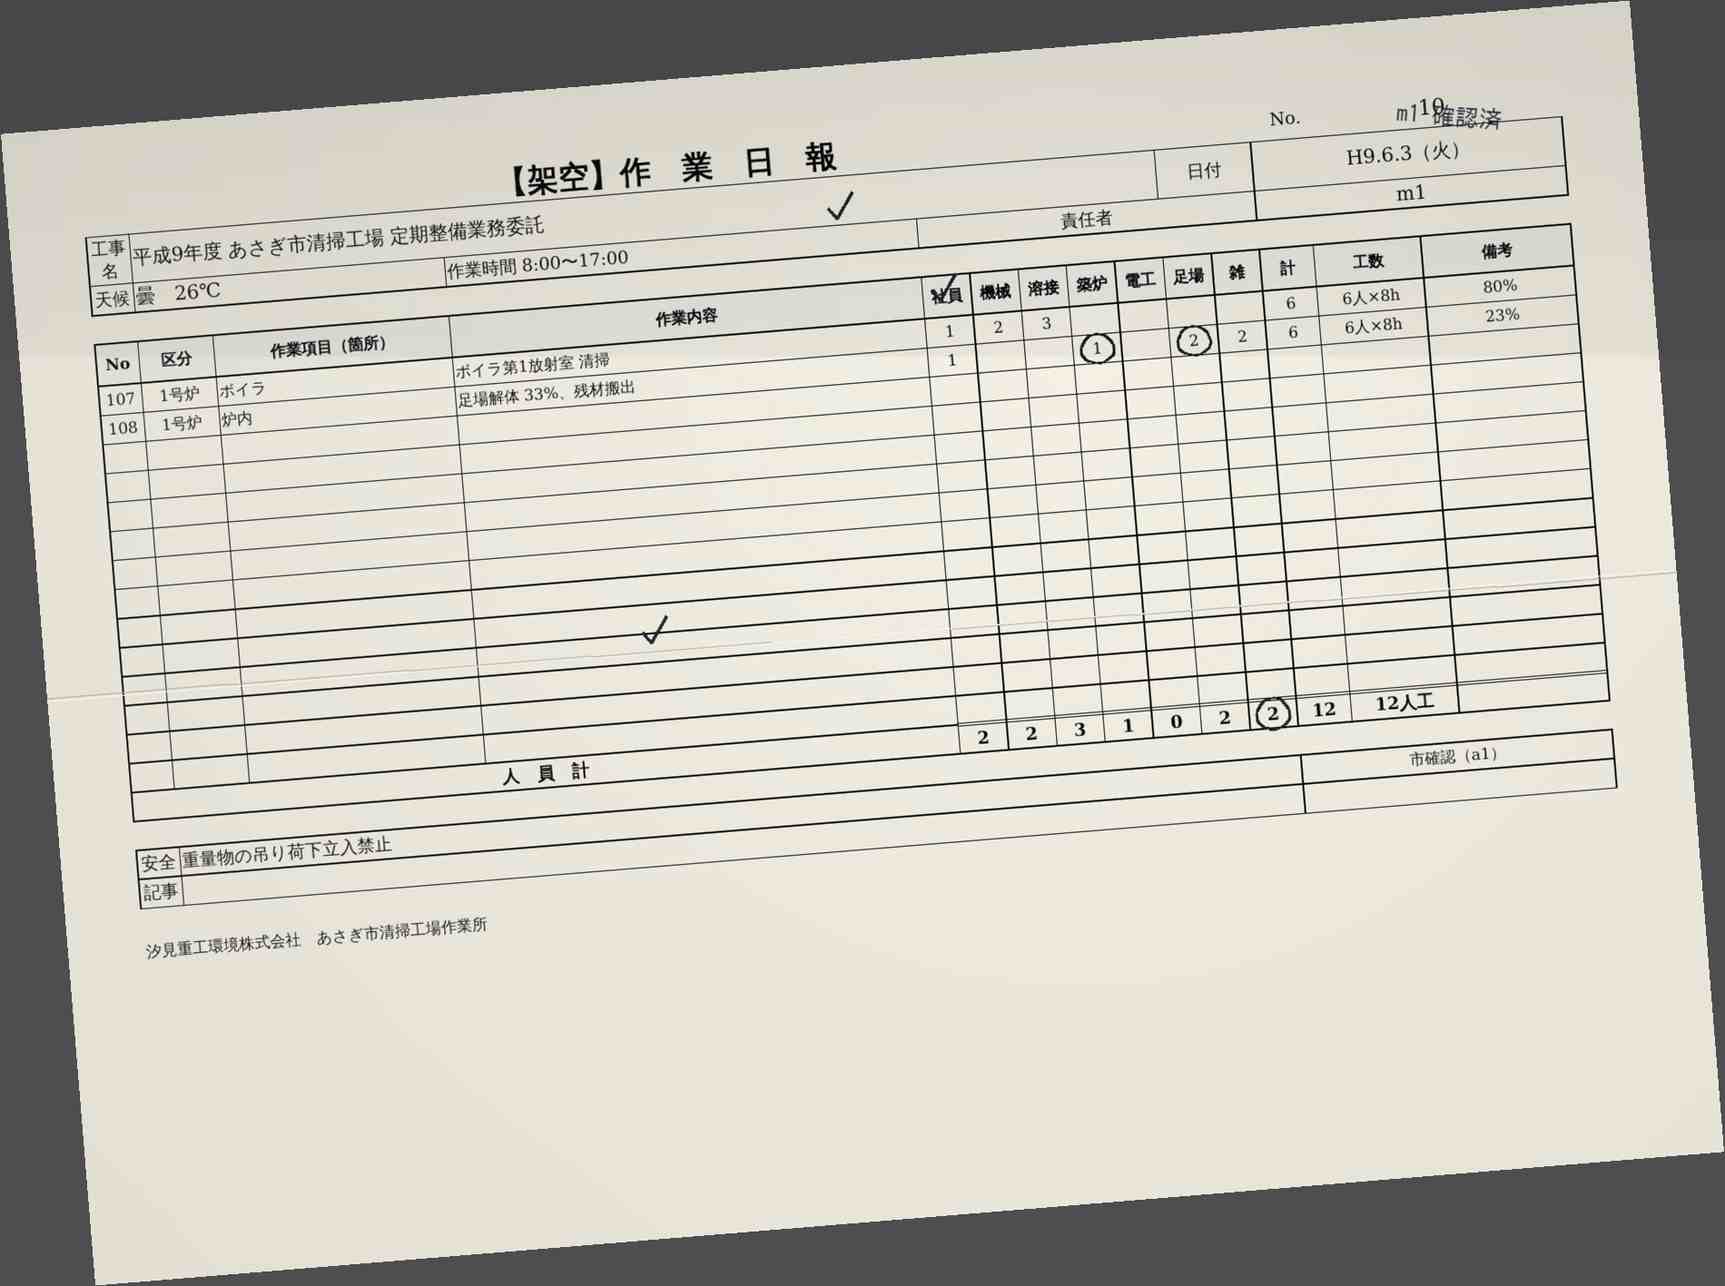 No. 10
m1 確認済
【架空】作 業 日 報
工事名 平成9年度 あさぎ市清掃工場 定期整備業務委託 日付 H9.6.3（火）
天候 曇 26℃ 作業時間 8:00〜17:00 責任者 m1
No 区分 作業項目（箇所） 作業内容 社員 機械 溶接 築炉 電工 足場 雑 計 工数 備考
107 1号炉 ボイラ ボイラ第1放射室 清掃 1 2 3 6 6人×8h 80%
108 1号炉 炉内 足場解体 33%、残材搬出 1 1 2 2 6 6人×8h 23%
人 員 計 2 2 3 1 0 2 2 12 12人工
安全 重量物の吊り荷下立入禁止 市確認（a1）
記事
汐見重工環境株式会社 あさぎ市清掃工場作業所